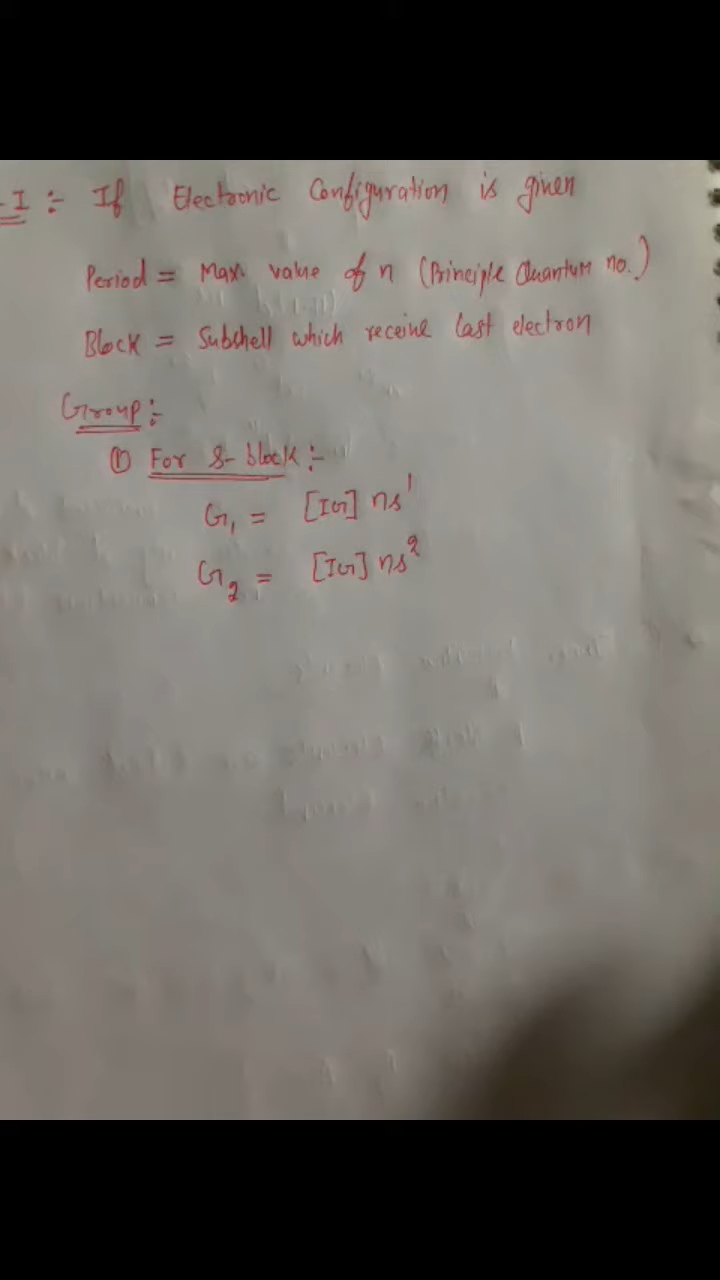 -I :- If Electronic Configuration is given
Period = Max. value of n (Principle Quantum no.)
Block = Subshell which receive last electron
Group :-
① For s-block :-
G₁ = [IG] ns¹
G₂ = [IG] ns²